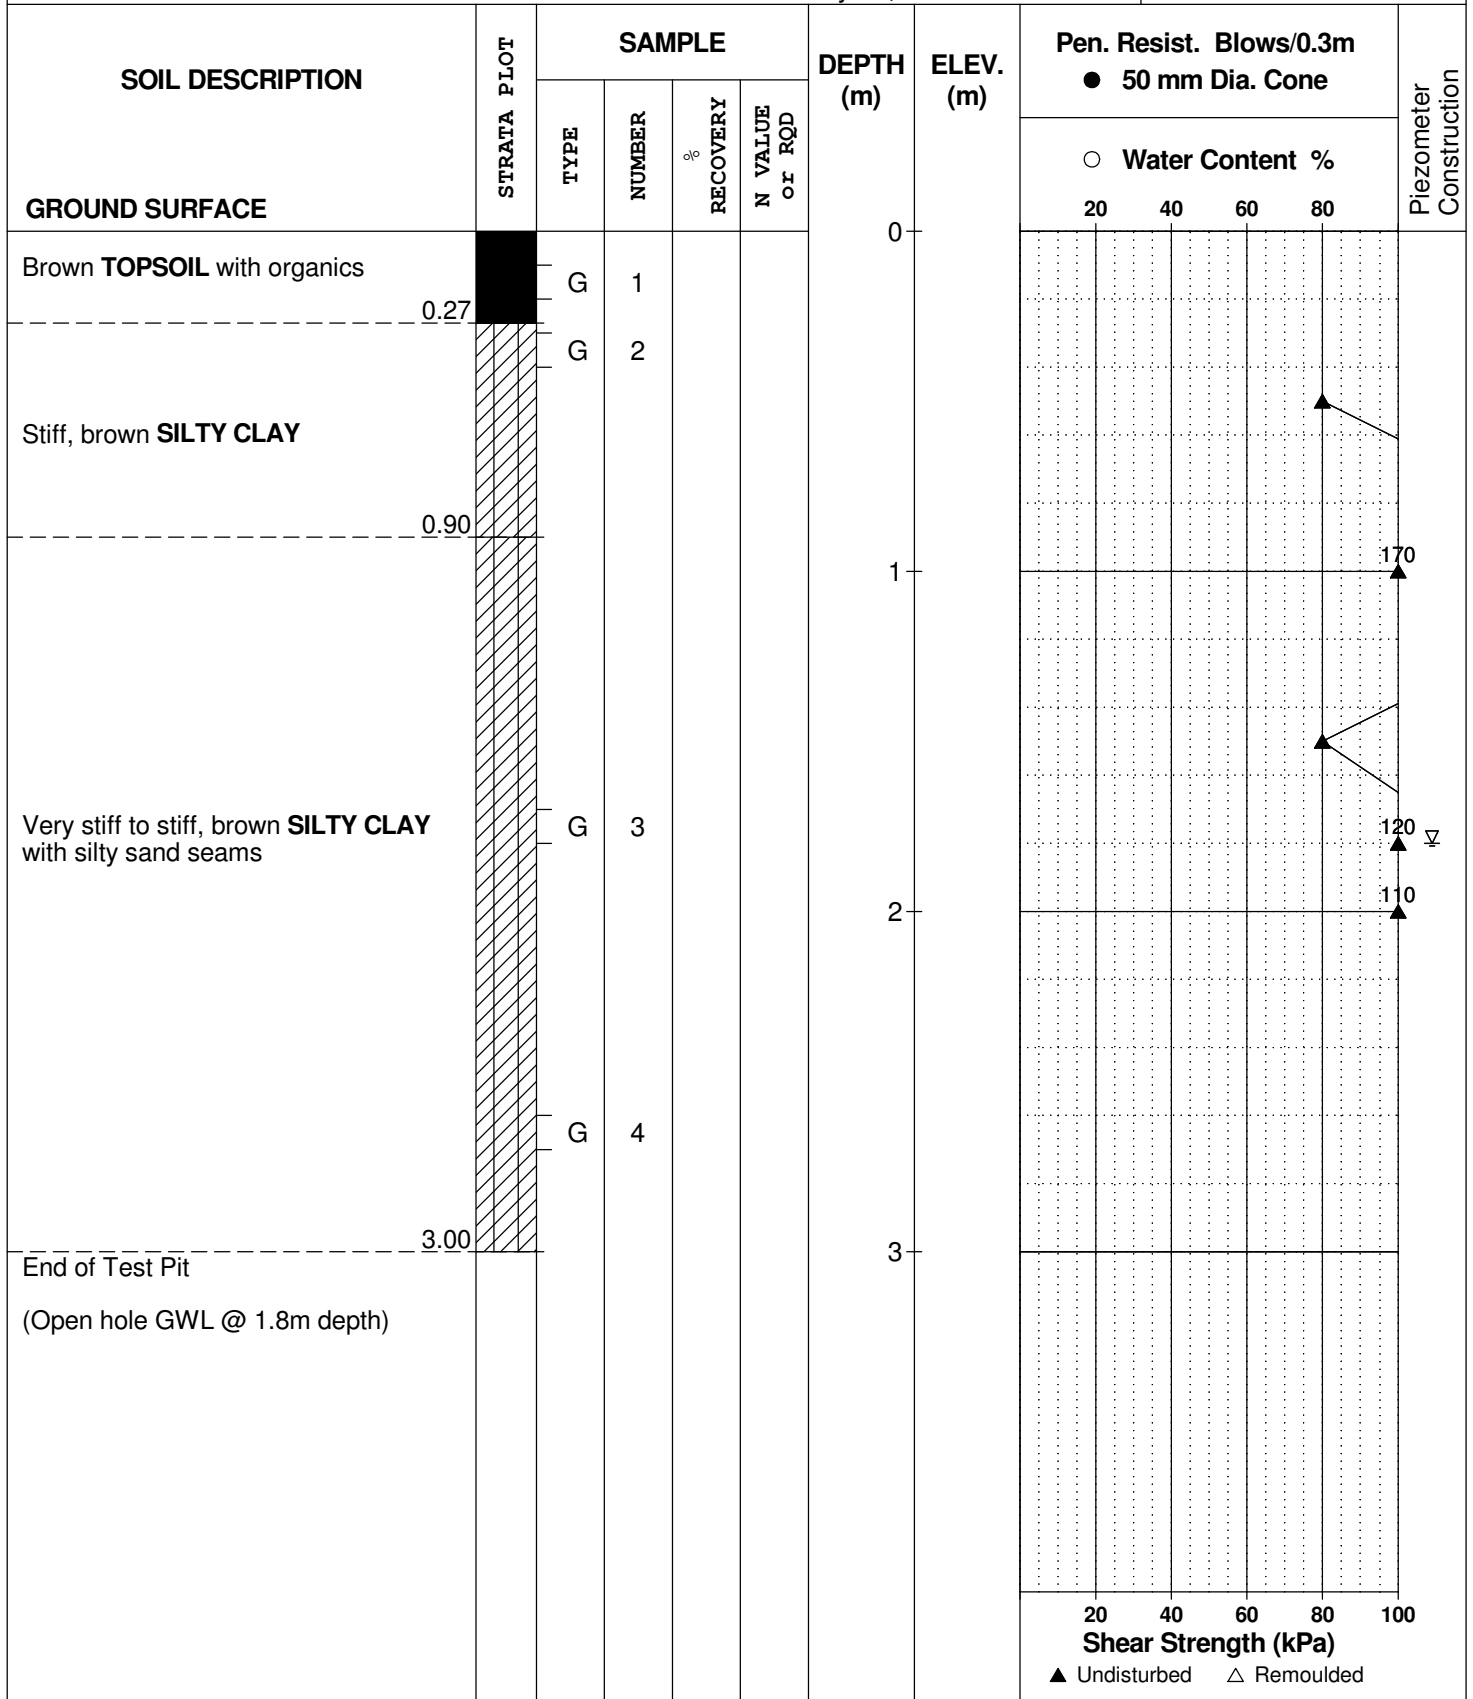 SOIL DESCRIPTION
STRATA PLOT
SAMPLE
TYPE
NUMBER
%
RECOVERY
N VALUE
or RQD
DEPTH
(m)
ELEV.
(m)
Pen. Resist. Blows/0.3m
● 50 mm Dia. Cone
○ Water Content %
20 40 60 80
Piezometer
Construction
GROUND SURFACE
0
Brown TOPSOIL with organics
G 1
0.27
G 2
Stiff, brown SILTY CLAY
0.90
170
1
Very stiff to stiff, brown SILTY CLAY
with silty sand seams
G 3
120
110
2
G 4
3.00
3
End of Test Pit
(Open hole GWL @ 1.8m depth)
20 40 60 80 100
Shear Strength (kPa)
▲ Undisturbed △ Remoulded